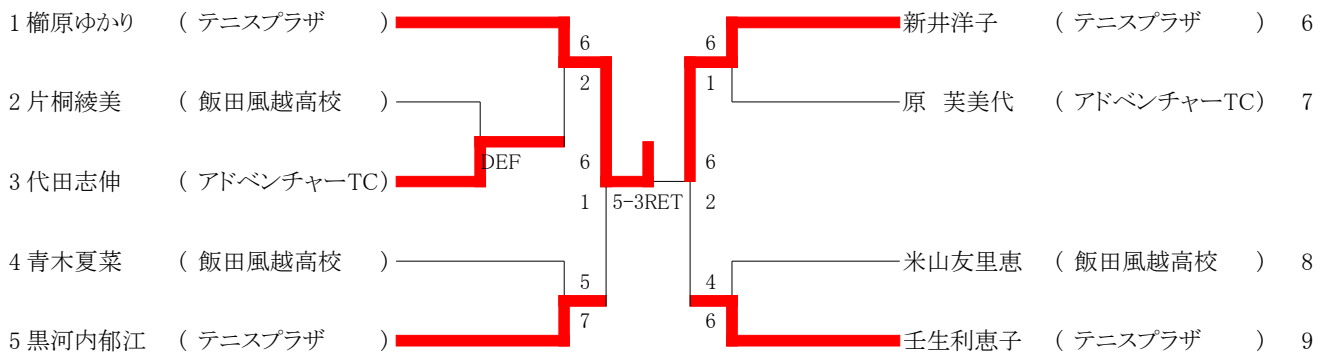 1 櫛原ゆかり ( テニスプラザ ) 新井洋子 ( テニスプラザ ) 6
6 6
2 1
2 片桐綾美 ( 飯田風越高校 ) 原 芙美代 ( アドベンチャーTC) 7
DEF 6 6
3 代田志伸 ( アドベンチャーTC)
1 5-3RET 2
4 青木夏菜 ( 飯田風越高校 ) 米山友里恵 ( 飯田風越高校 ) 8
5 4
7 6
5 黒河内郁江 ( テニスプラザ ) 壬生利恵子 ( テニスプラザ ) 9